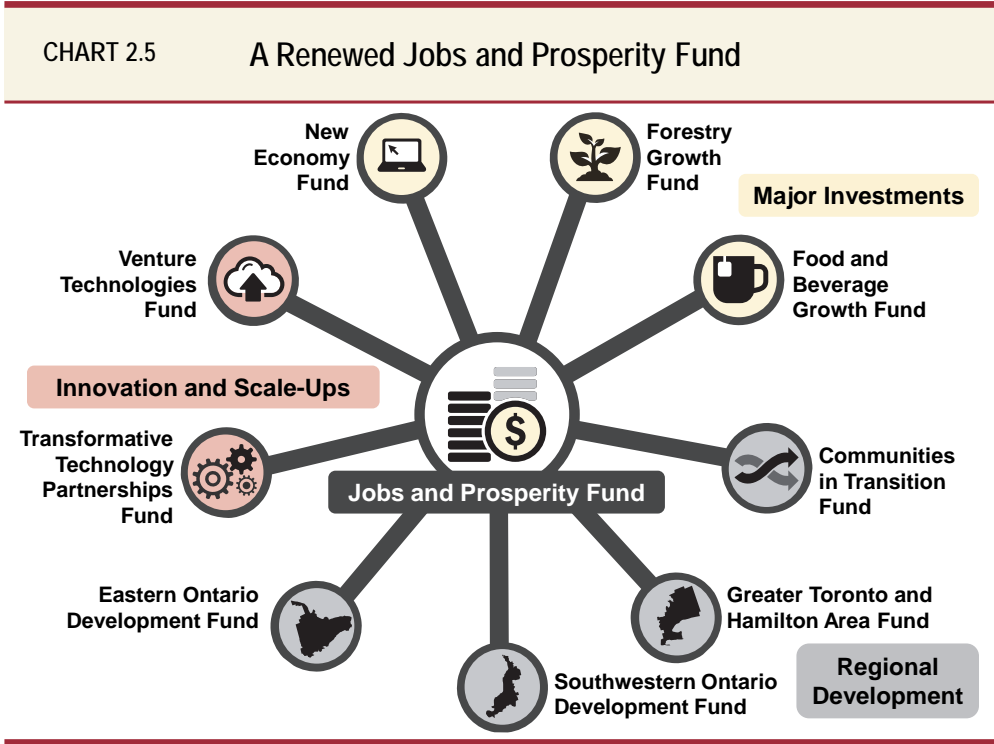 CHART 2.5 A Renewed Jobs and Prosperity Fund
New
Economy
Fund
Forestry
Growth
Fund
Major Investments
Venture
Technologies
Fund
Food and
Beverage
Growth Fund
Innovation and Scale-Ups
$
Transformative
Technology
Partnerships
Fund
Communities
in Transition
Fund
Jobs and Prosperity Fund
Eastern Ontario
Development Fund
Greater Toronto and
Hamilton Area Fund
Southwestern Ontario
Development Fund
Regional
Development